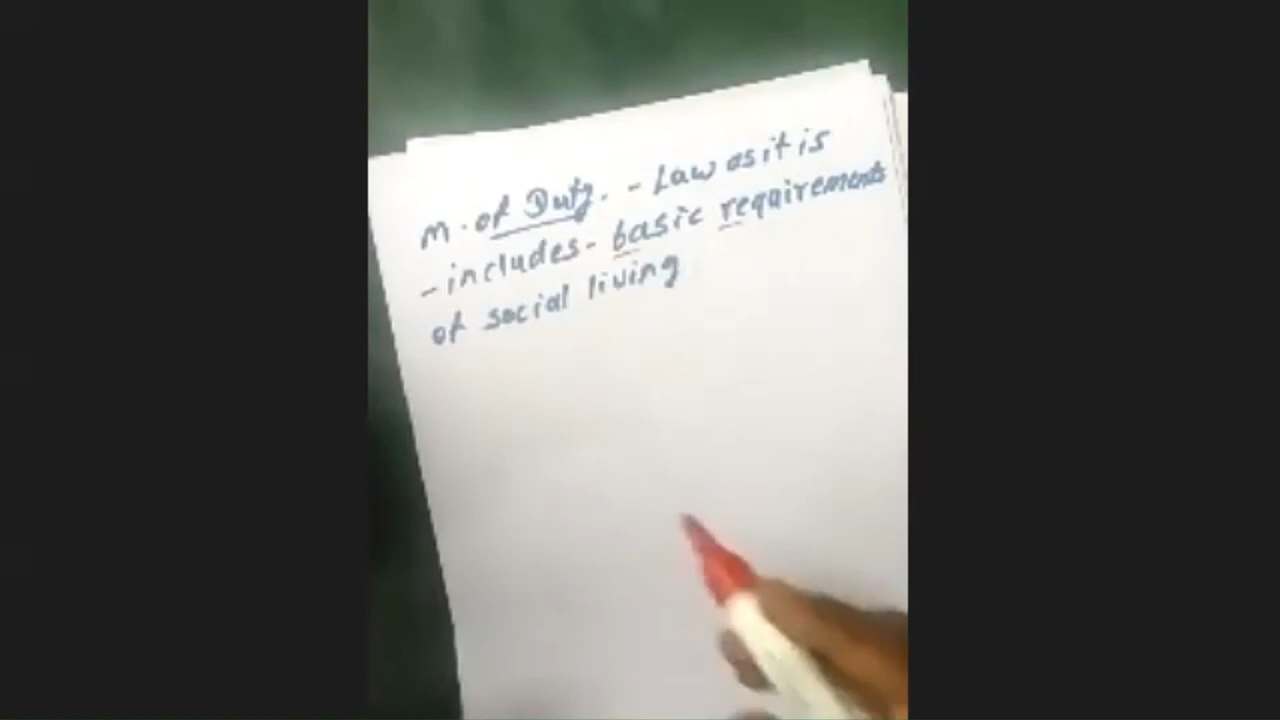 M. of Duty. - Law as it is
- includes - basic requirements
of social living